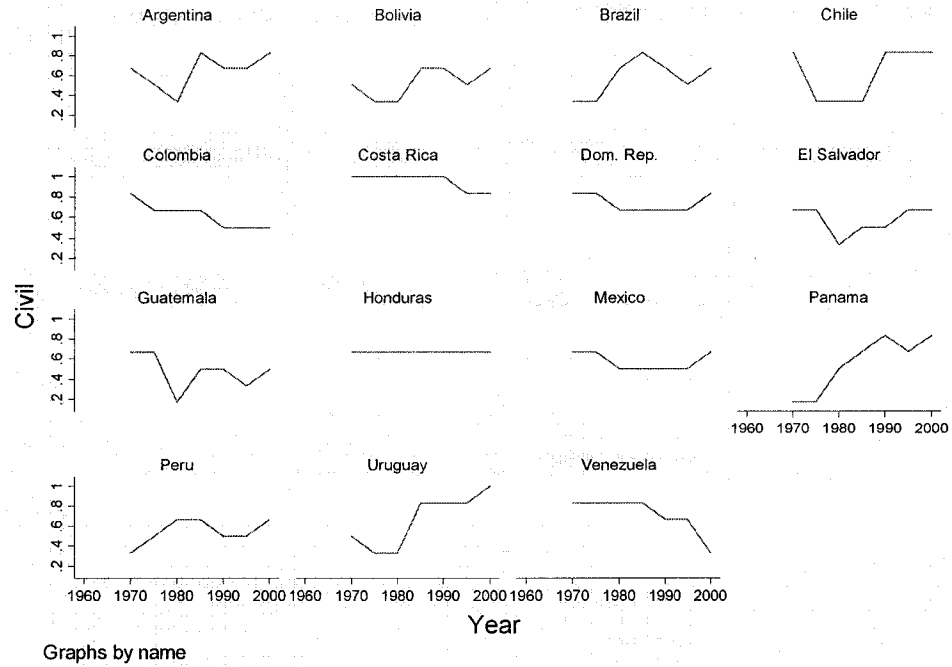 Argentina Bolivia Brazil Chile
.2 .4 .6 .8 1
Colombia Costa Rica Dom. Rep. El Salvador
.2 .4 .6 .8 1
Guatemala Honduras Mexico Panama
.2 .4 .6 .8 1
1960 1970 1980 1990 2000
Peru Uruguay Venezuela
.2 .4 .6 .8 1
1960 1970 1980 1990 2000 1960 1970 1980 1990 2000 1960 1970 1980 1990 2000
Civil
Year
Graphs by name